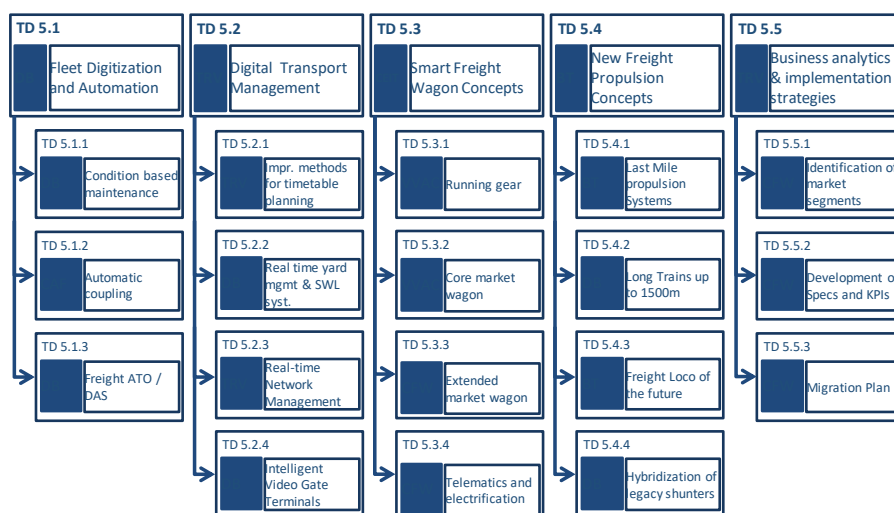 TD 5.1
Fleet Digitization
and Automation
TD 5.1.1
Condition based
maintenance
TD 5.1.2
Automatic
coupling
TD 5.1.3
Freight ATO /
DAS
TD 5.2
Digital Transport
Management
TD 5.2.1
Impr. methods
for timetable
planning
TD 5.2.2
Real time yard
mgmt & SWL
syst.
TD 5.2.3
Real-time
Network
Management
TD 5.2.4
Intelligent
Video Gate
Terminals
TD 5.3
Smart Freight
Wagon Concepts
TD 5.3.1
Running gear
TD 5.3.2
Core market
wagon
TD 5.3.3
Extended
market wagon
TD 5.3.4
Telematics and
electrification
TD 5.4
New Freight
Propulsion
Concepts
TD 5.4.1
Last Mile
propulsion
Systems
TD 5.4.2
Long Trains up
to 1500m
TD 5.4.3
Freight Loco of
the future
TD 5.4.4
Hybridization of
legacy shunters
TD 5.5
Business analytics
& implementation
strategies
TD 5.5.1
Identification of
market
segments
TD 5.5.2
Development of
Specs and KPIs
TD 5.5.3
Migration Plan